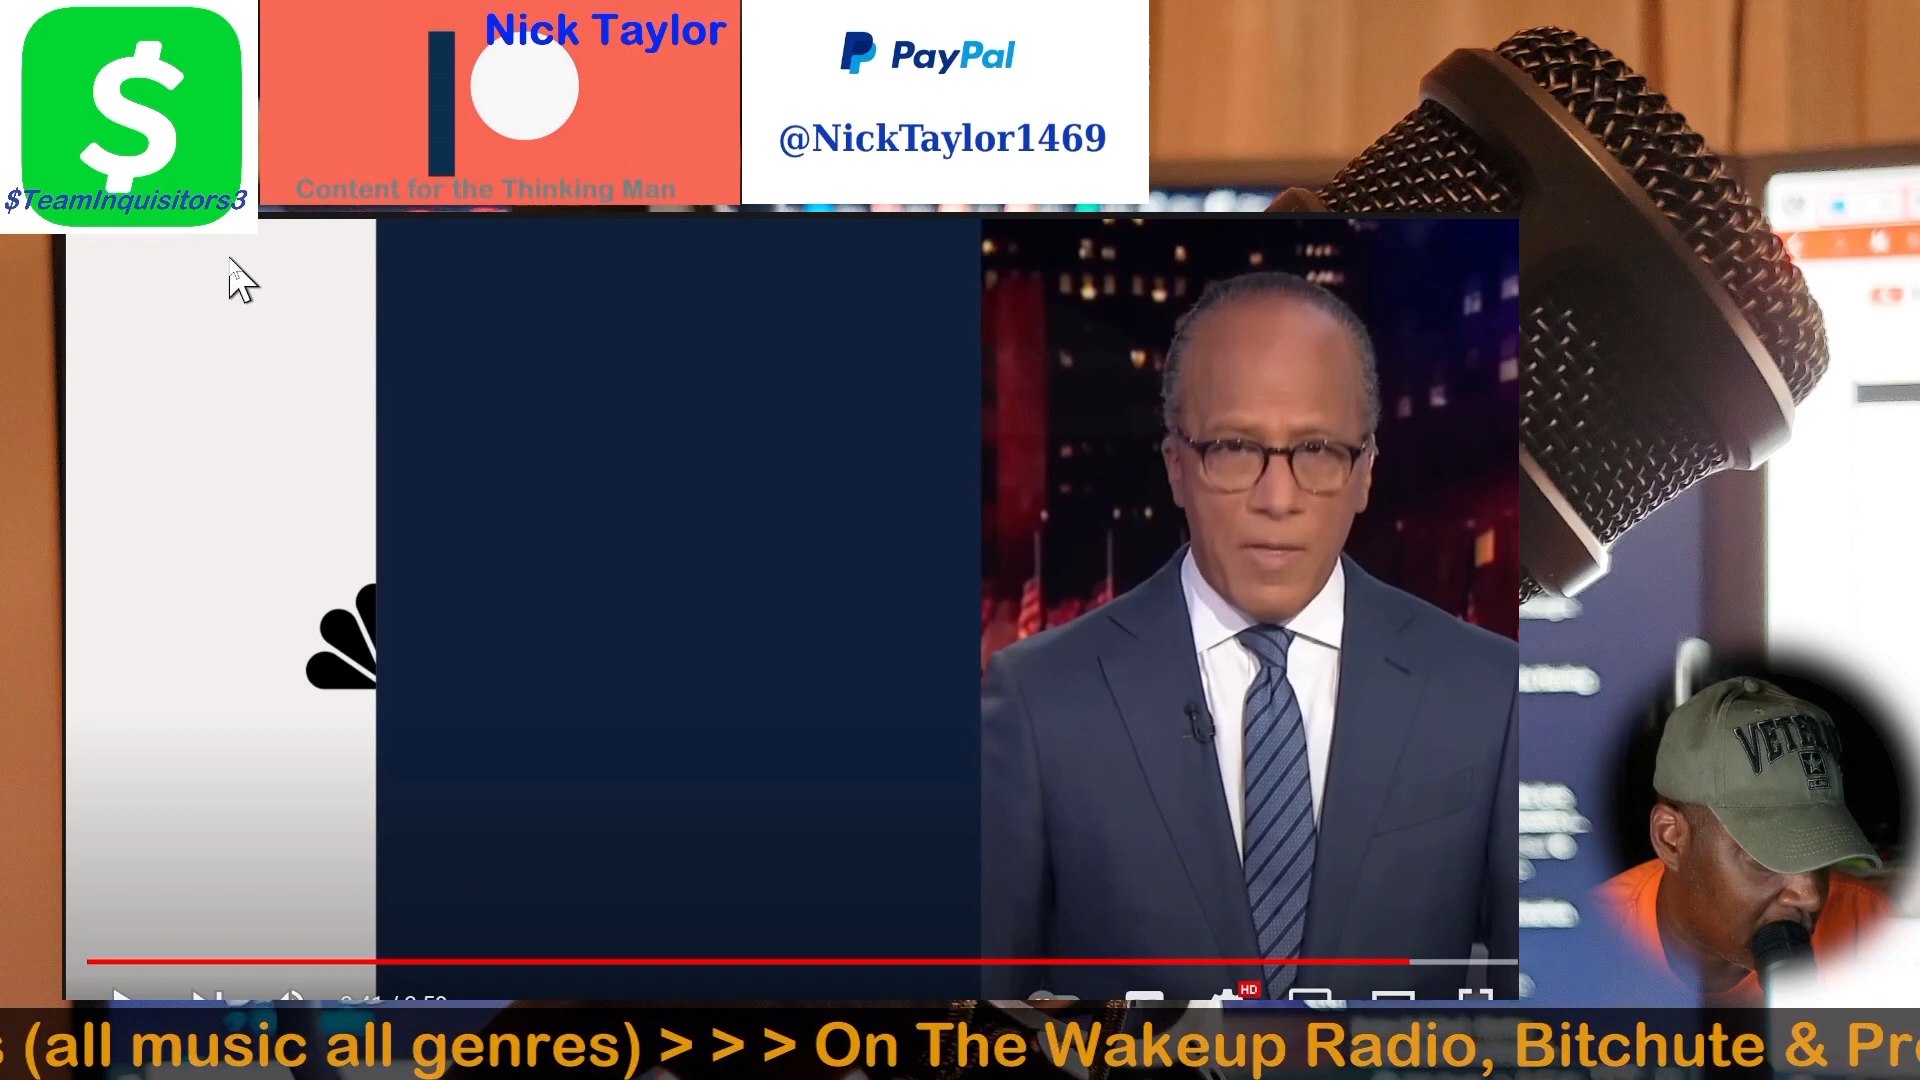 $TeamInquisitors3
Nick Taylor
Content for the Thinking Man
PayPal
@NickTaylor1469
VETERA
HD
(all music all genres) > > > On The Wakeup Radio, Bitchute & Pr